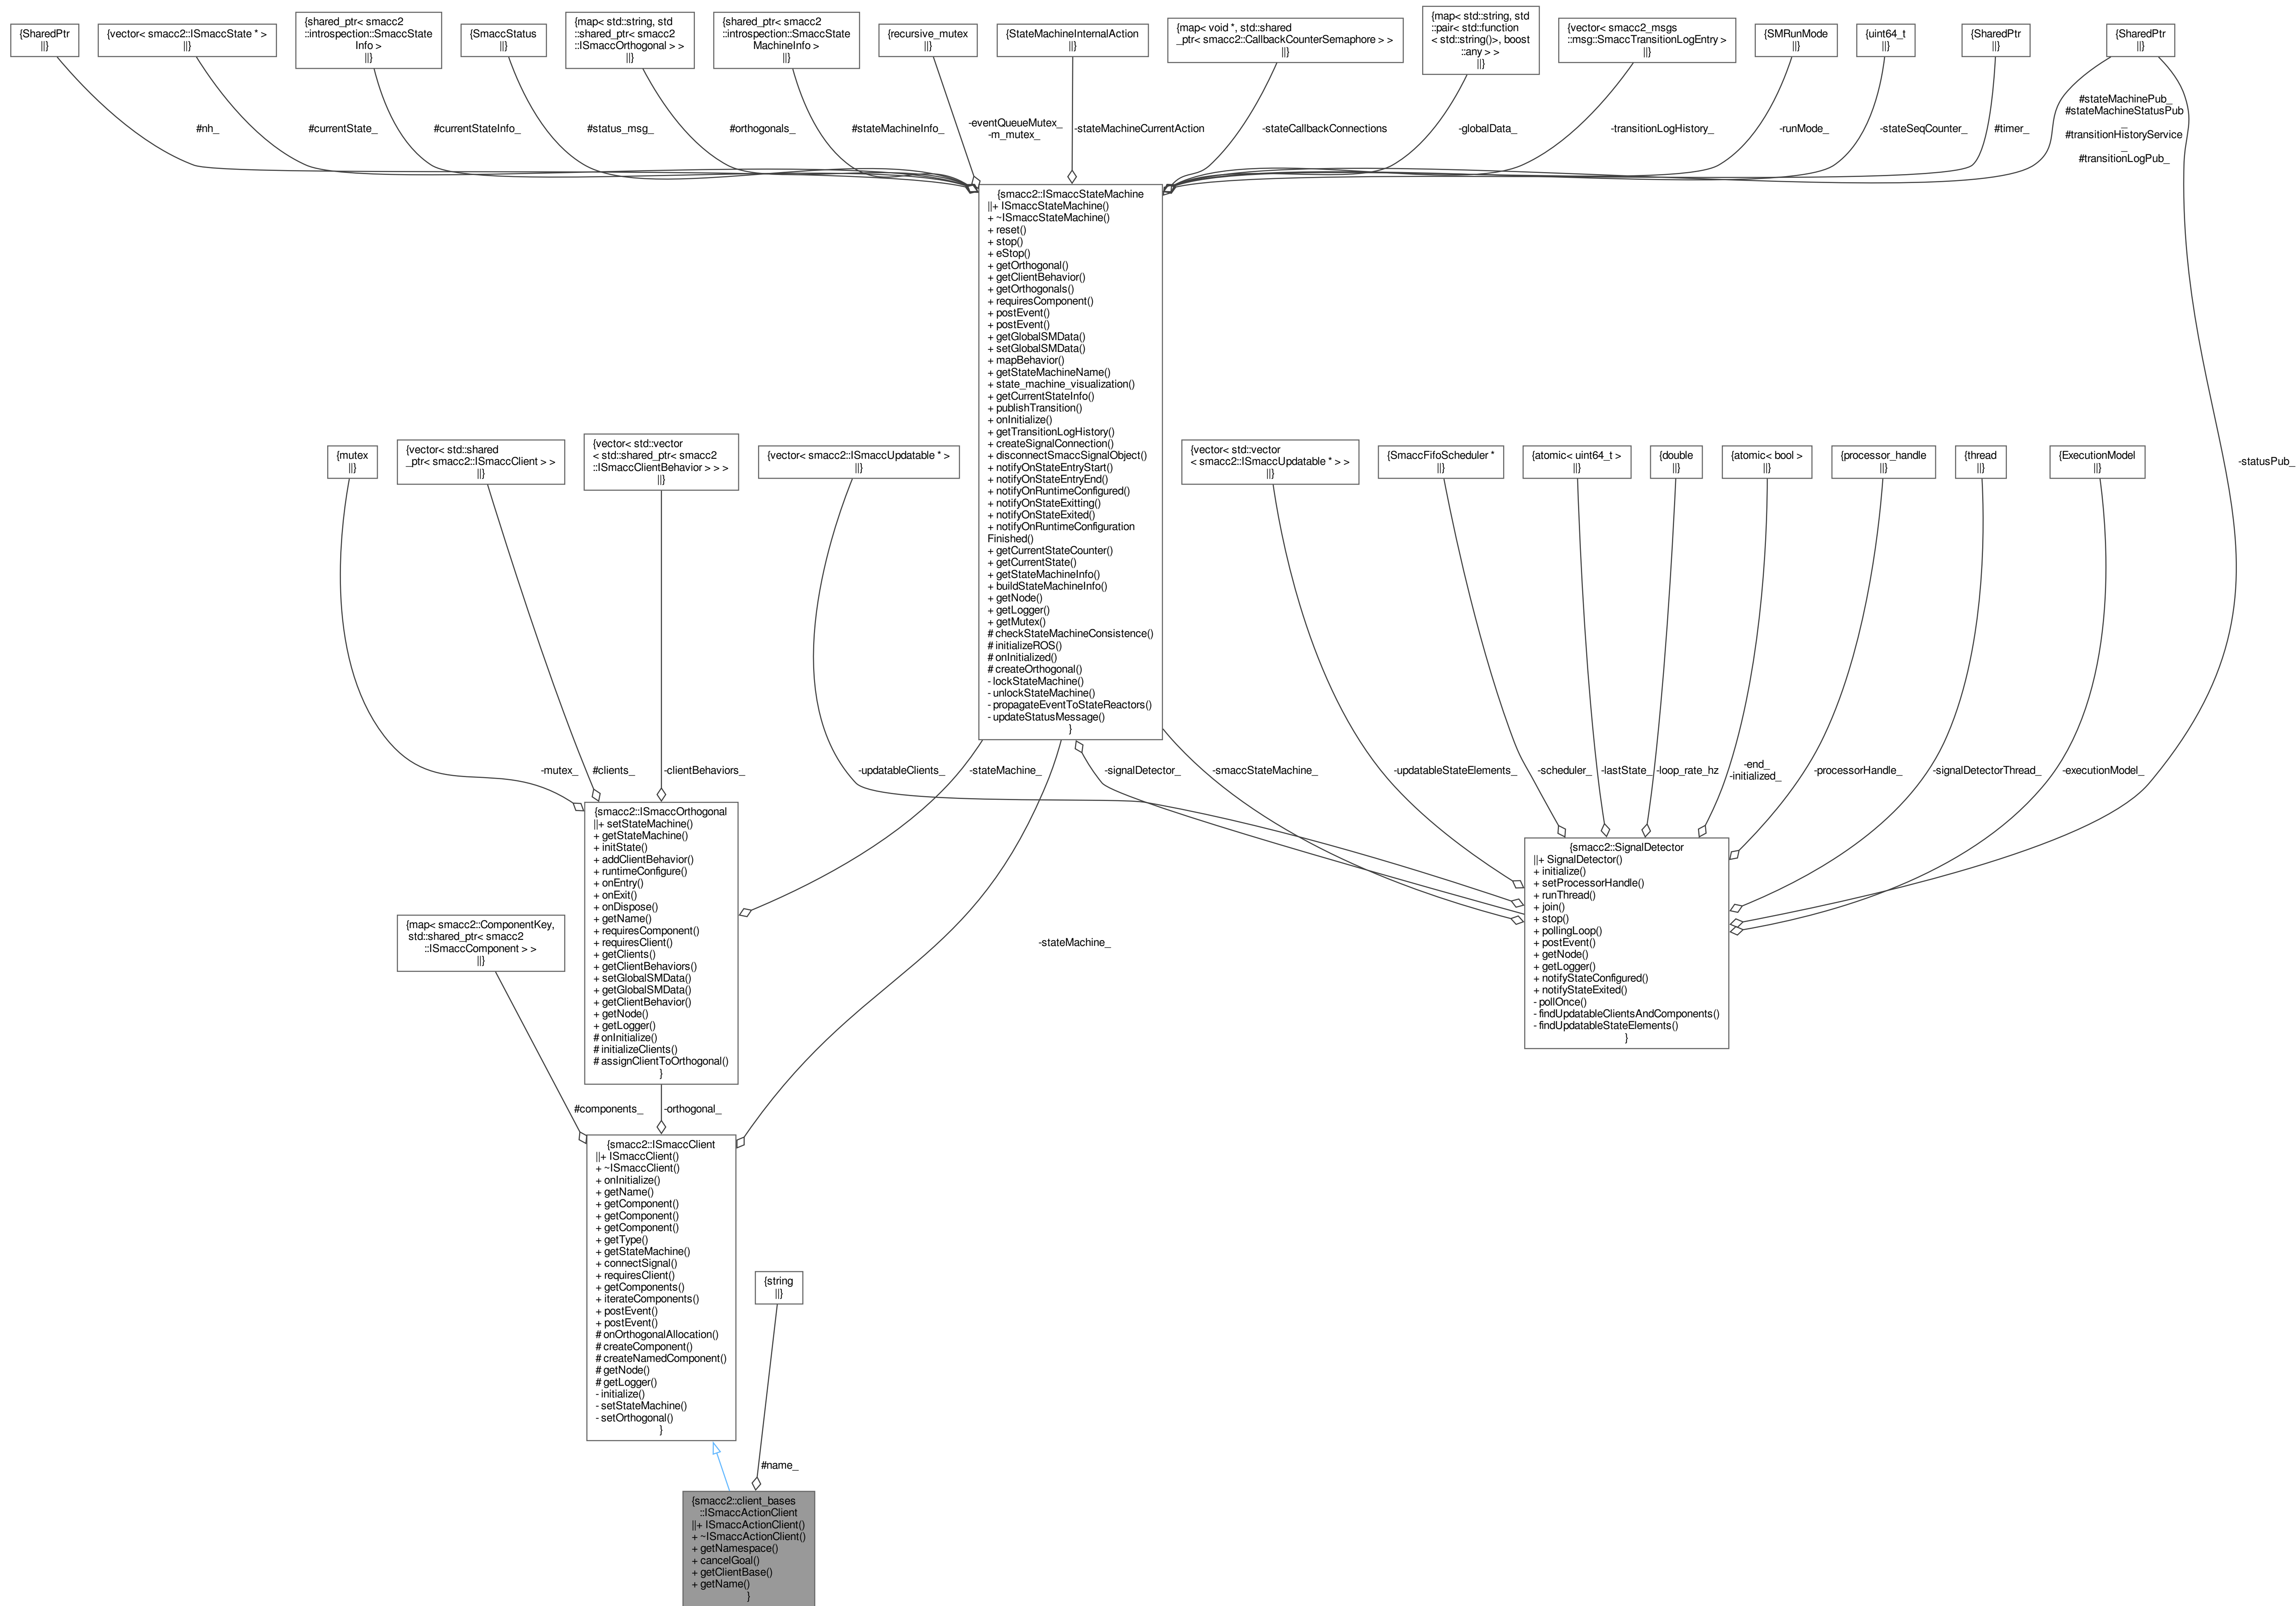 {SharedPtr
||}
{vector< smacc2::ISmaccState * >
||}
{shared_ptr< smacc2
::introspection::SmaccState
Info >
||}
{SmaccStatus
||}
{map< std::string, std
::shared_ptr< smacc2
::ISmaccOrthogonal > >
||}
{shared_ptr< smacc2
::introspection::SmaccState
MachineInfo >
||}
{recursive_mutex
||}
{StateMachineInternalAction
||}
{map< void *, std::shared
_ptr< smacc2::CallbackCounterSemaphore > >
||}
{map< std::string, std
::pair< std::function
< std::string()>, boost
::any > >
||}
{vector< smacc2_msgs
::msg::SmaccTransitionLogEntry >
||}
{SMRunMode
||}
{uint64_t
||}
{SharedPtr
||}
{SharedPtr
||}
#nh_
#currentState_
#currentStateInfo_
#status_msg_
#orthogonals_
#stateMachineInfo_
-eventQueueMutex_
-m_mutex_
-stateMachineCurrentAction
-stateCallbackConnections
-globalData_
-transitionLogHistory_
-runMode_
-stateSeqCounter_
#timer_
#stateMachinePub_
#stateMachineStatusPub
_
#transitionHistoryService
_
#transitionLogPub_
{smacc2::ISmaccStateMachine
||+ ISmaccStateMachine()
+ ~ISmaccStateMachine()
+ reset()
+ stop()
+ eStop()
+ getOrthogonal()
+ getClientBehavior()
+ getOrthogonals()
+ requiresComponent()
+ postEvent()
+ postEvent()
+ getGlobalSMData()
+ setGlobalSMData()
+ mapBehavior()
+ getStateMachineName()
+ state_machine_visualization()
+ getCurrentStateInfo()
+ publishTransition()
+ onInitialize()
+ getTransitionLogHistory()
+ createSignalConnection()
+ disconnectSmaccSignalObject()
+ notifyOnStateEntryStart()
+ notifyOnStateEntryEnd()
+ notifyOnRuntimeConfigured()
+ notifyOnStateExitting()
+ notifyOnStateExited()
+ notifyOnRuntimeConfiguration
Finished()
+ getCurrentStateCounter()
+ getCurrentState()
+ getStateMachineInfo()
+ buildStateMachineInfo()
+ getNode()
+ getLogger()
+ getMutex()
# checkStateMachineConsistence()
# initializeROS()
# onInitialized()
# createOrthogonal()
- lockStateMachine()
- unlockStateMachine()
- propagateEventToStateReactors()
- updateStatusMessage()
}
{mutex
||}
{vector< std::shared
_ptr< smacc2::ISmaccClient > >
||}
{vector< std::vector
< std::shared_ptr< smacc2
::ISmaccClientBehavior > > >
||}
{vector< smacc2::ISmaccUpdatable * >
||}
{vector< std::vector
< smacc2::ISmaccUpdatable * > >
||}
{SmaccFifoScheduler *
||}
{atomic< uint64_t >
||}
{double
||}
{atomic< bool >
||}
{processor_handle
||}
{thread
||}
{ExecutionModel
||}
-statusPub_
-mutex_
#clients_
-clientBehaviors_
-updatableClients_
-stateMachine_
-signalDetector_
-smaccStateMachine_
-updatableStateElements_
-scheduler_
-lastState_
-loop_rate_hz
-end_
-initialized_
-processorHandle_
-signalDetectorThread_
-executionModel_
{smacc2::ISmaccOrthogonal
||+ setStateMachine()
+ getStateMachine()
+ initState()
+ addClientBehavior()
+ runtimeConfigure()
+ onEntry()
+ onExit()
+ onDispose()
+ getName()
+ requiresComponent()
+ requiresClient()
+ getClients()
+ getClientBehaviors()
+ setGlobalSMData()
+ getGlobalSMData()
+ getClientBehavior()
+ getNode()
+ getLogger()
# onInitialize()
# initializeClients()
# assignClientToOrthogonal()
}
{smacc2::SignalDetector
||+ SignalDetector()
+ initialize()
+ setProcessorHandle()
+ runThread()
+ join()
+ stop()
+ pollingLoop()
+ postEvent()
+ getNode()
+ getLogger()
+ notifyStateConfigured()
+ notifyStateExited()
- pollOnce()
- findUpdatableClientsAndComponents()
- findUpdatableStateElements()
}
{map< smacc2::ComponentKey,
std::shared_ptr< smacc2
::ISmaccComponent > >
||}
-stateMachine_
#components_
-orthogonal_
{smacc2::ISmaccClient
||+ ISmaccClient()
+ ~ISmaccClient()
+ onInitialize()
+ getName()
+ getComponent()
+ getComponent()
+ getComponent()
+ getType()
+ getStateMachine()
+ connectSignal()
+ requiresClient()
+ getComponents()
+ iterateComponents()
+ postEvent()
+ postEvent()
# onOrthogonalAllocation()
# createComponent()
# createNamedComponent()
# getNode()
# getLogger()
- initialize()
- setStateMachine()
- setOrthogonal()
}
{string
||}
#name_
{smacc2::client_bases
::ISmaccActionClient
||+ ISmaccActionClient()
+ ~ISmaccActionClient()
+ getNamespace()
+ cancelGoal()
+ getClientBase()
+ getName()
}